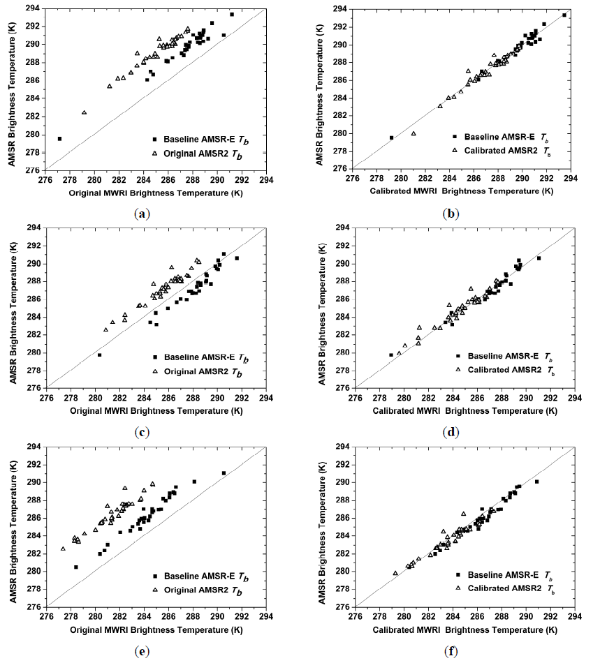 294
292
290
288
286
284
282
280
278
276
AMSR Brightness Temperature (K)
Baseline AMSR-E Tb
Original AMSR2 Tb
276 278 280 282 284 286 288 290 292 294
Original MWRI Brightness Temperature (K)
(a)
294
292
290
288
286
284
282
280
278
276
AMSR Brightness Temperature (K)
Baseline AMSR-E Tb
Calibrated AMSR2 Tb
276 278 280 282 284 286 288 290 292 294
Calibrated MWRI Brightness Temperature (K)
(b)
294
292
290
288
286
284
282
280
278
276
AMSR Brightness Temperature (K)
Baseline AMSR-E Tb
Original AMSR2 Tb
276 278 280 282 284 286 288 290 292 294
Original MWRI Brightness Temperature (K)
(c)
294
292
290
288
286
284
282
280
278
276
AMSR Brightness Temperature (K)
Baseline AMSR-E Tb
Calibrated AMSR2 Tb
276 278 280 282 284 286 288 290 292 294
Calibrated MWRI Brightness Temperature (K)
(d)
294
292
290
288
286
284
282
280
278
276
AMSR Brightness Temperature (K)
Baseline AMSR-E Tb
Original AMSR2 Tb
276 278 280 282 284 286 288 290 292 294
Original MWRI Brightness Temperature (K)
(e)
294
292
290
288
286
284
282
280
278
276
AMSR Brightness Temperature (K)
Baseline AMSR-E Tb
Calibrated AMSR2 Tb
276 278 280 282 284 286 288 290 292 294
Calibrated MWRI Brightness Temperature (K)
(f)